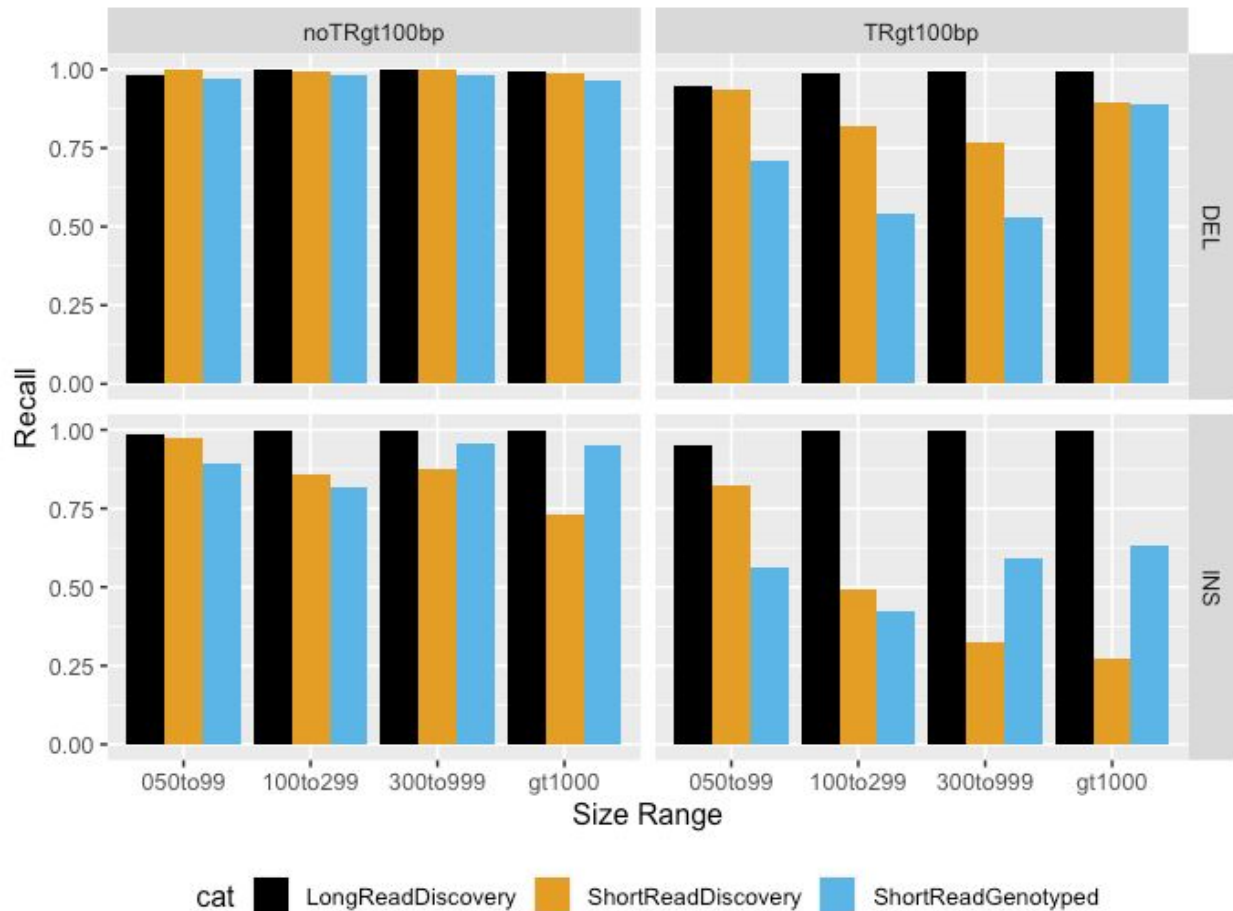 noTRgt100bp TRgt100bp
1.00
0.75
0.50
0.25
0.00
DEL
Recall
1.00
0.75
0.50
0.25
0.00
INS
050to99 100to299 300to999 gt1000 050to99 100to299 300to999 gt1000
Size Range
cat LongReadDiscovery ShortReadDiscovery ShortReadGenotyped